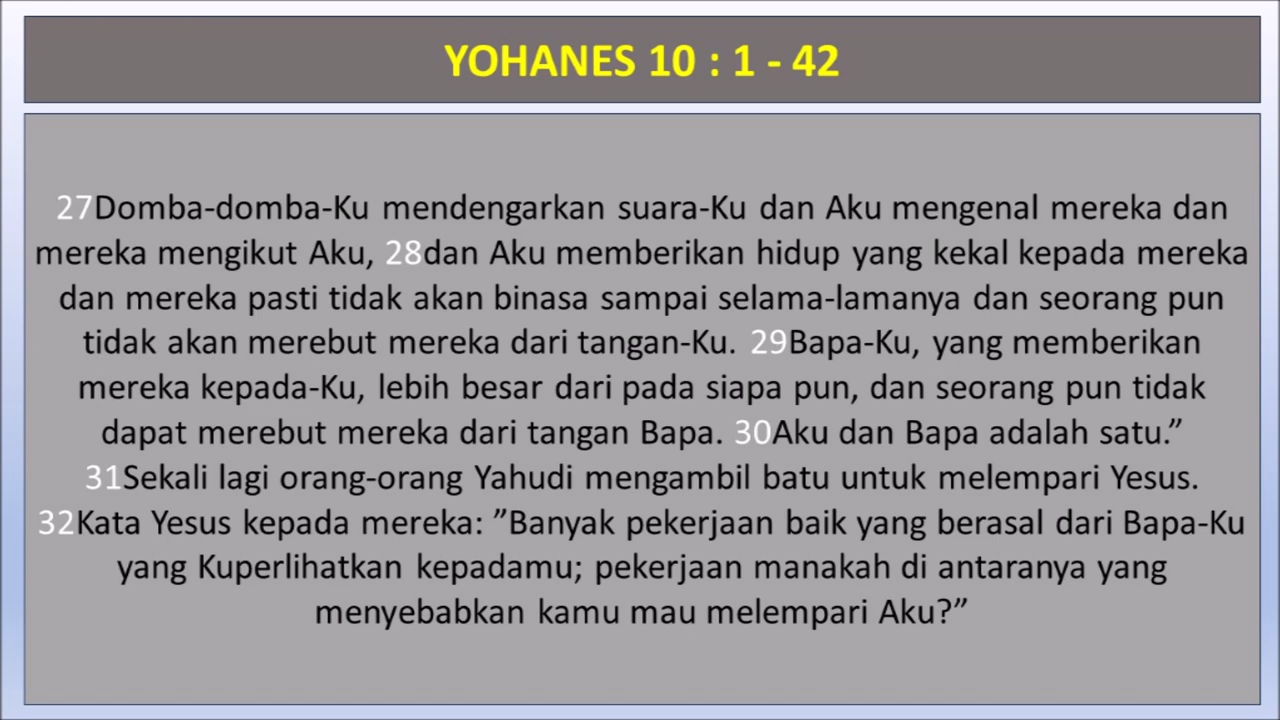 YOHANES 10 : 1 - 42
27Domba-domba-Ku mendengarkan suara-Ku dan Aku mengenal mereka dan
mereka mengikut Aku, 28dan Aku memberikan hidup yang kekal kepada mereka
dan mereka pasti tidak akan binasa sampai selama-lamanya dan seorang pun
tidak akan merebut mereka dari tangan-Ku. 29Bapa-Ku, yang memberikan
mereka kepada-Ku, lebih besar dari pada siapa pun, dan seorang pun tidak
dapat merebut mereka dari tangan Bapa. 30Aku dan Bapa adalah satu.”
31Sekali lagi orang-orang Yahudi mengambil batu untuk melempari Yesus.
32Kata Yesus kepada mereka: ”Banyak pekerjaan baik yang berasal dari Bapa-Ku
yang Kuperlihatkan kepadamu; pekerjaan manakah di antaranya yang
menyebabkan kamu mau melempari Aku?”